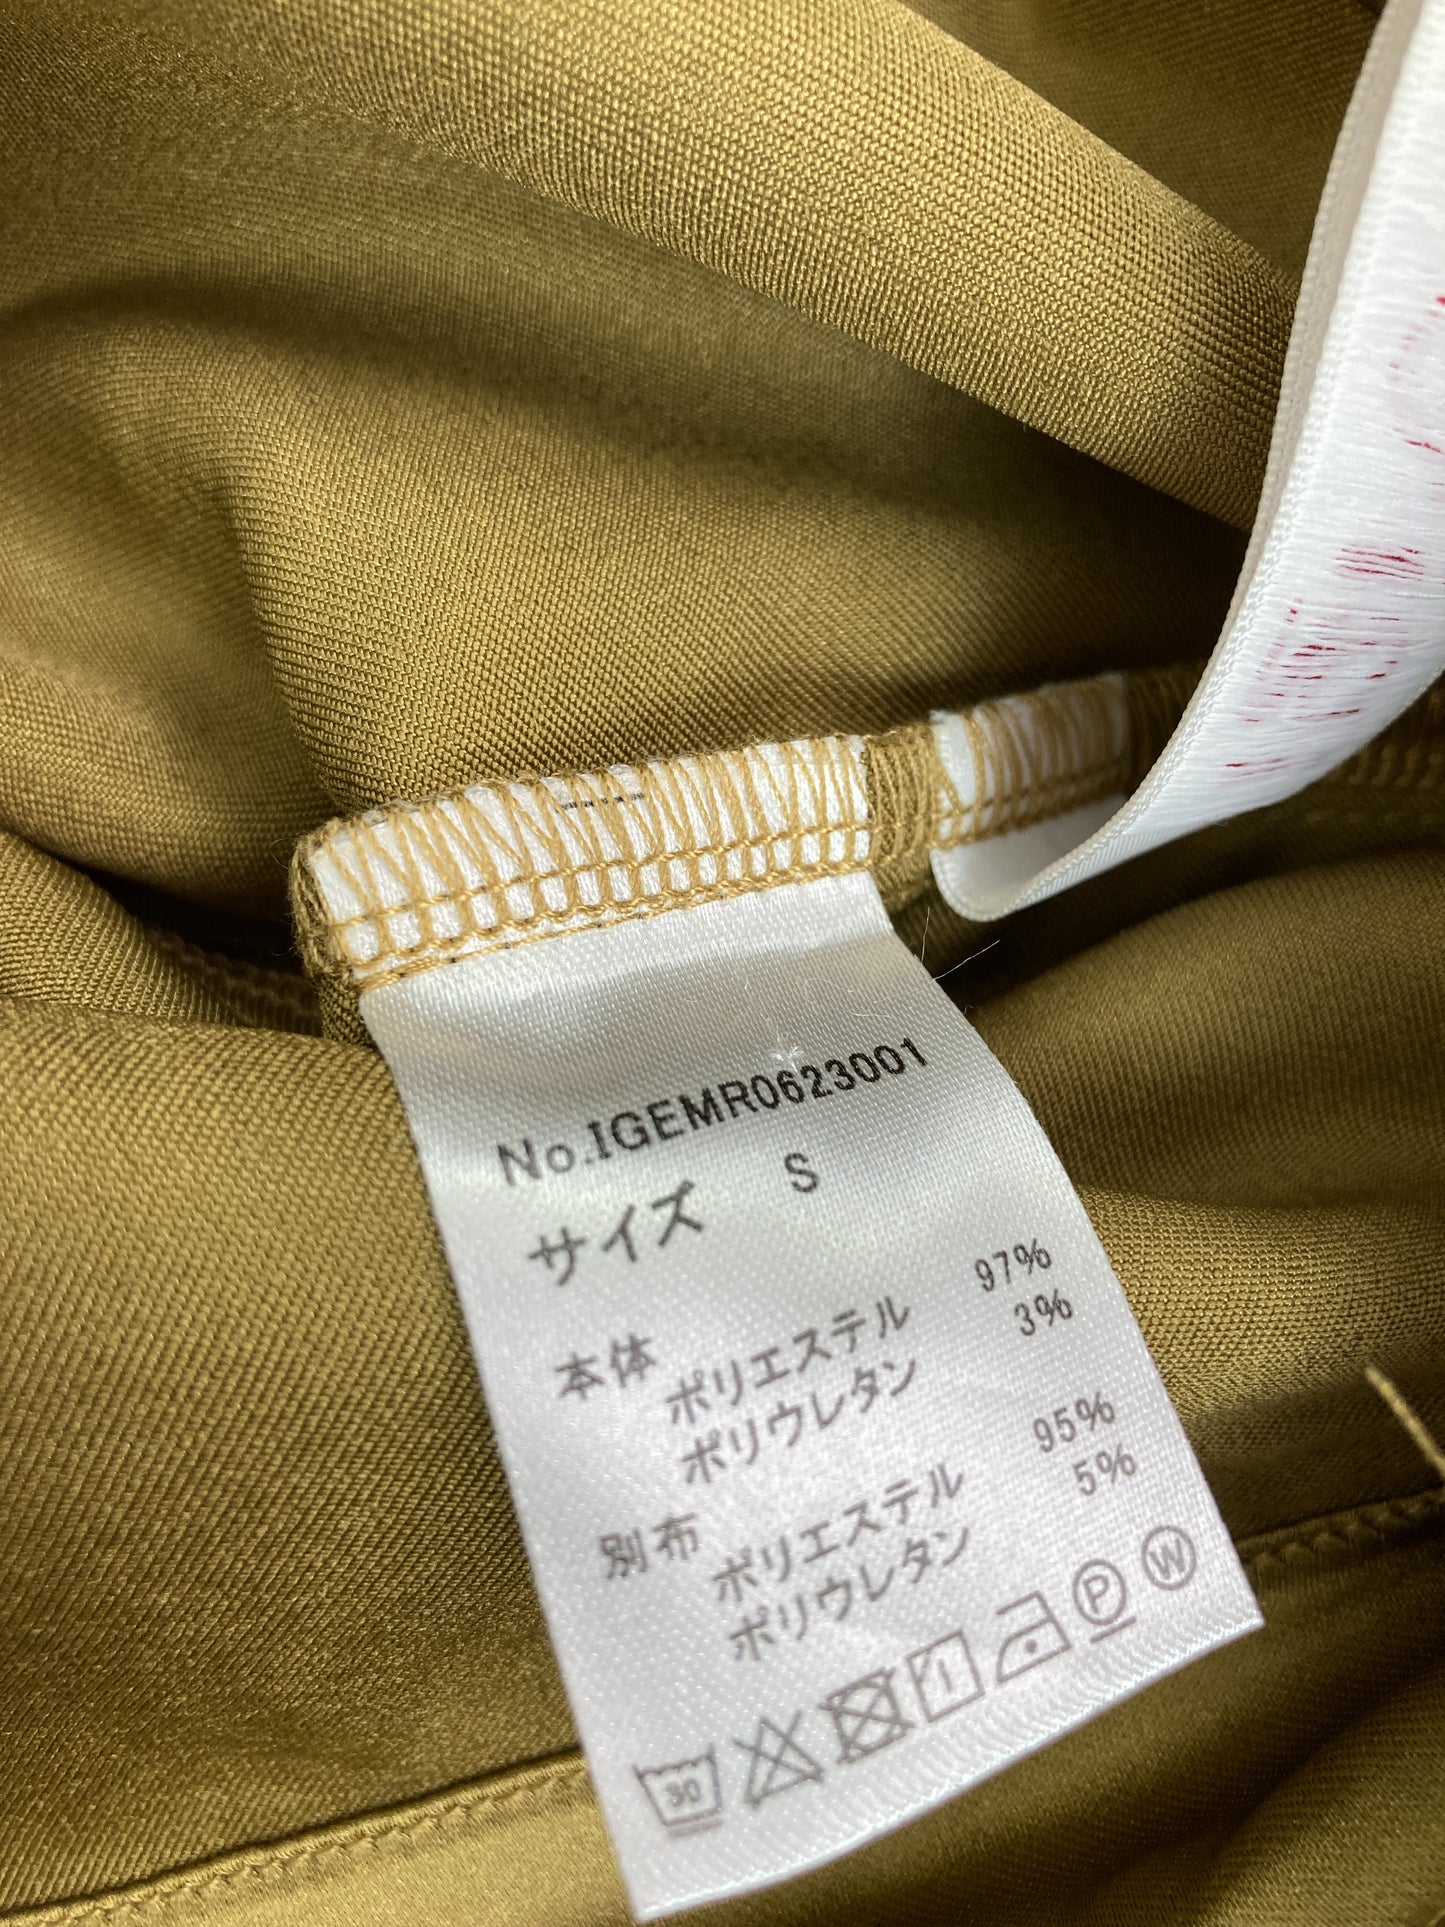 No.IGEMR0623001
サイズ S
本体 ポリエステル 97%
ポリウレタン 3%
別布 ポリエステル 95%
ポリウレタン 5%
30 P W